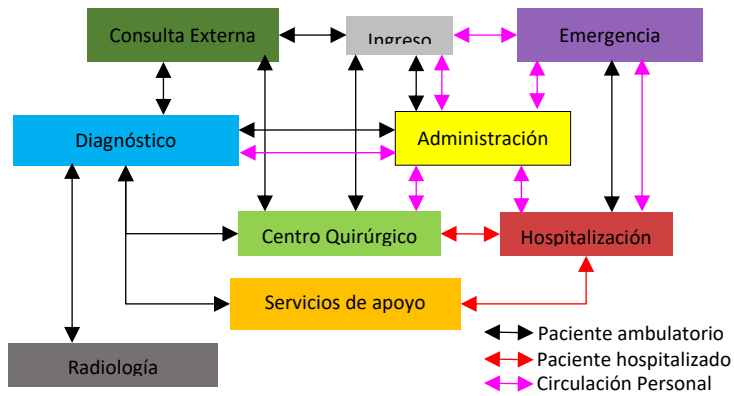 Consulta Externa
Ingreso
Emergencia
Diagnóstico
Administración
Centro Quirúrgico
Hospitalización
Servicios de apoyo
Radiología
Paciente ambulatorio
Paciente hospitalizado
Circulación Personal